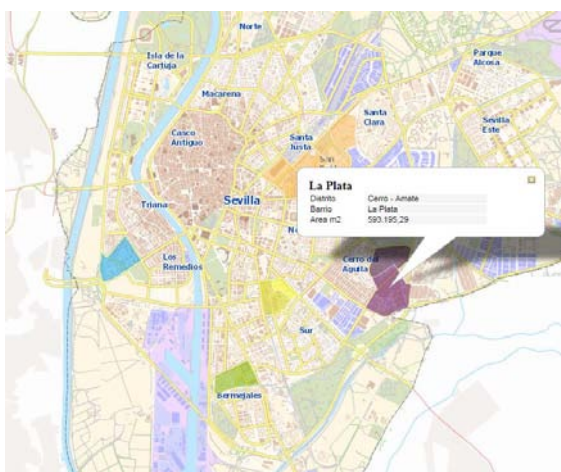 Norte
Isla de la
Cartuja
Parque
Alcosa
Macarena
Santa
Clara
Sevilla
Este
Casco
Antiguo
Santa
Justa
San
La Plata
Distrito Cerro - Amate
Barrio La Plata
Area m2 593.195,29
Triana
Sevilla
Los
Remedios
Cerro del
Aguila
Sur
Bermejales